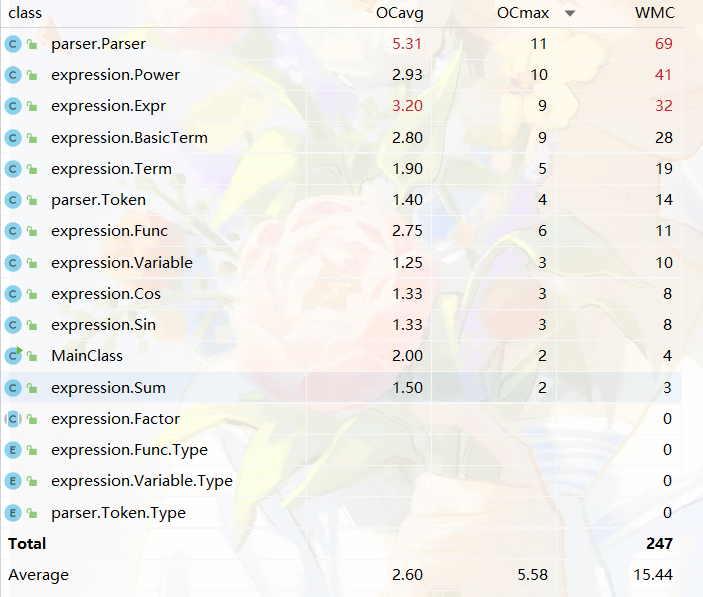 class OCavg OCmax WMC
C parser.Parser 5.31 11 69
C expression.Power 2.93 10 41
C expression.Expr 3.20 9 32
C expression.BasicTerm 2.80 9 28
C expression.Term 1.90 5 19
C parser.Token 1.40 4 14
C expression.Func 2.75 6 11
C expression.Variable 1.25 3 10
C expression.Cos 1.33 3 8
C expression.Sin 1.33 3 8
C MainClass 2.00 2 4
C expression.Sum 1.50 2 3
C expression.Factor 0
E expression.Func.Type 0
E expression.Variable.Type 0
E parser.Token.Type 0
Total 247
Average 2.60 5.58 15.44